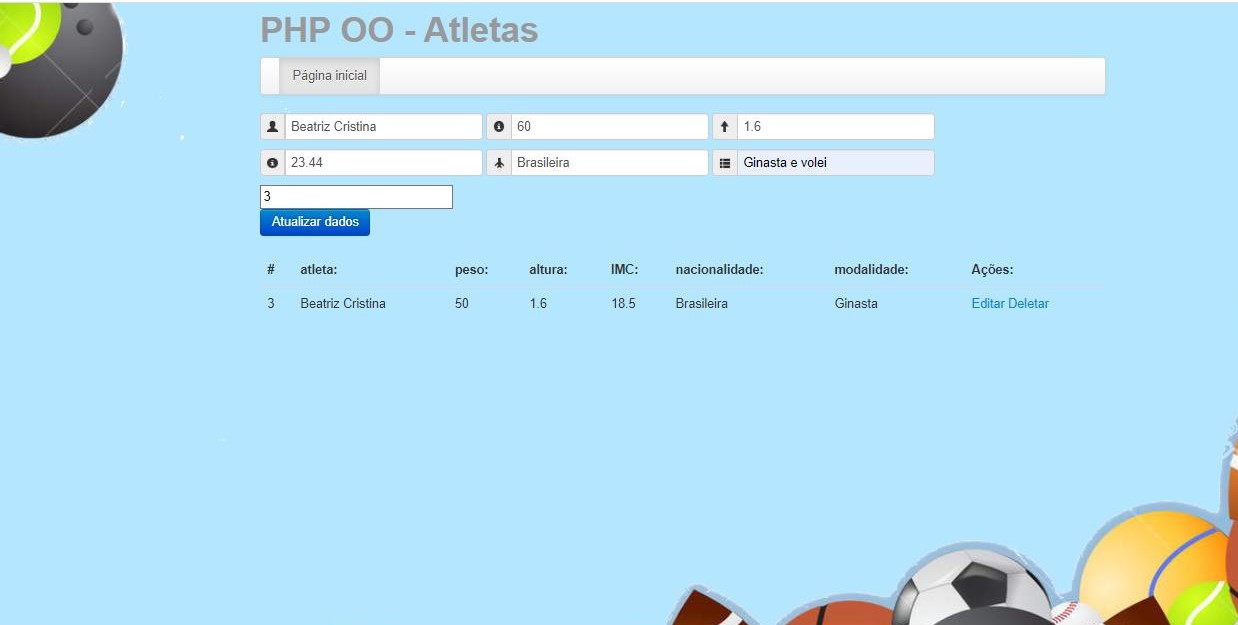 PHP OO - Atletas
Página inicial
Beatriz Cristina 60 1.6
23.44 Brasileira Ginasta e volei
3
Atualizar dados
# atleta: peso: altura: IMC: nacionalidade: modalidade: Ações:
3 Beatriz Cristina 50 1.6 18.5 Brasileira Ginasta Editar Deletar